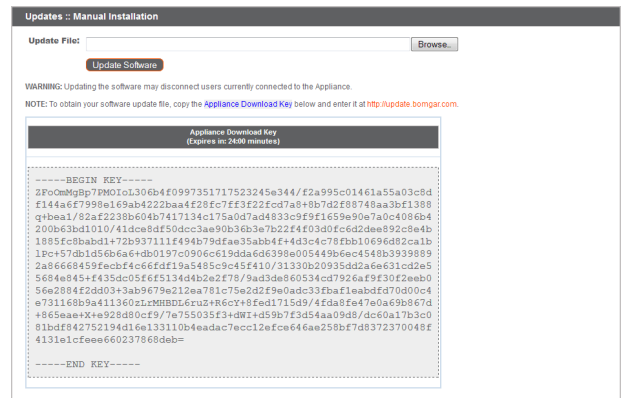 Updates :: Manual Installation
Update File:
Browse..
Update Software
WARNING: Updating the software may disconnect users currently connected to the Appliance.
NOTE: To obtain your software update file, copy the Appliance Download Key below and enter it at http://update.bomgar.com.
Appliance Download Key
(Expires in: 24:00 minutes)
-----BEGIN KEY-----
ZFoOmMgBp7PMOIoL306b4f0997351717523245e344/f2a995c01461a55a03c8d
f144a6f7998e169ab4222baa4f28fc7ff3f22fcd7a8+8b7d2f88748aa3bf1388
q+bea1/82af2238b604b7417134c175a0d7ad4833c9f9f1659e90e7a0c4086b4
200b63bd1010/41dce8df50dcc3ae90b36b3e7b22f4f03d0fc6d2dee892c8e4b
1885fc8babd1+72b937111f494b79dfae35abb4f+4d3c4c78fbb10696d82ca1b
1Pc+57db1d56b6a6+db0197c0906c619dda6d6398e005449b6ec4548b3939889
2a86668459fecbf4c66fdf19a5485c9c45f410/31330b20935dd2a6e631cd2e5
5684e845+f435dc05f6f5134d4b2e2f78/9ad3de860534cd7926af9f30f2eeb0
56e2884f2dd03+3ab9679e212ea781c75e2d2f9e0adc33fbaf1eabdfd70d00c4
e731168b9a411360zLrMHBDL6ruZ+R6cY+8fed1715d9/4fda8fe47e0a69b867d
+865eae+X+e928d80cf9/7e755035f3+dWI+d59b7f3d54aa09d8/dc60a17b3c0
81bdf842752194d16e133110b4eadac7ecc12efce646ae258bf7d8372370048f
4131e1cfeee660237868deb=
-----END KEY-----